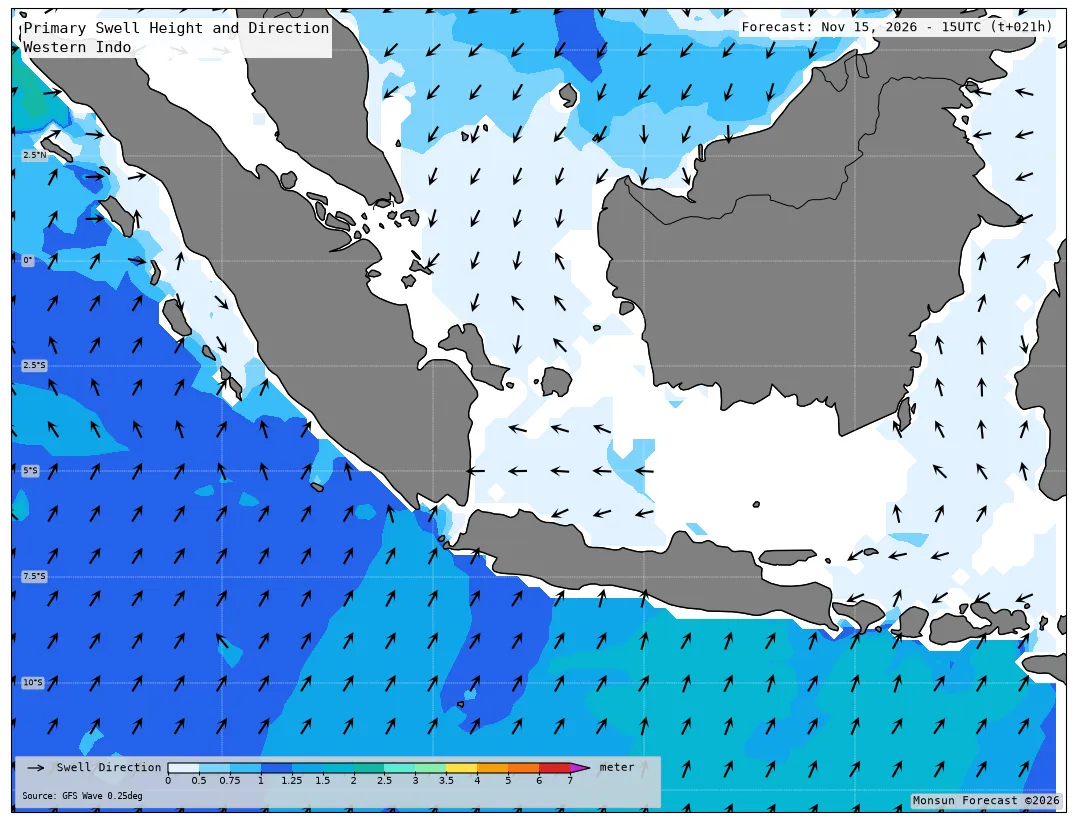 Primary Swell Height and Direction
Western Indo
Forecast: Nov 15, 2026 - 15UTC (t+021h)
2.5°N
0°
2.5°S
5°S
7.5°S
10°S
Swell Direction
0 0.5 0.75 1 1.25 1.5 2 2.5 3 3.5 4 5 6 7
meter
Source: GFS Wave 0.25deg
Monsun Forecast ©2026